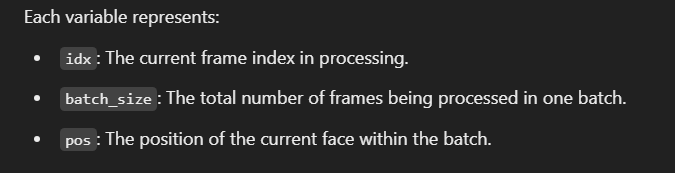 Each variable represents:
• idx: The current frame index in processing.
• batch_size: The total number of frames being processed in one batch.
• pos: The position of the current face within the batch.